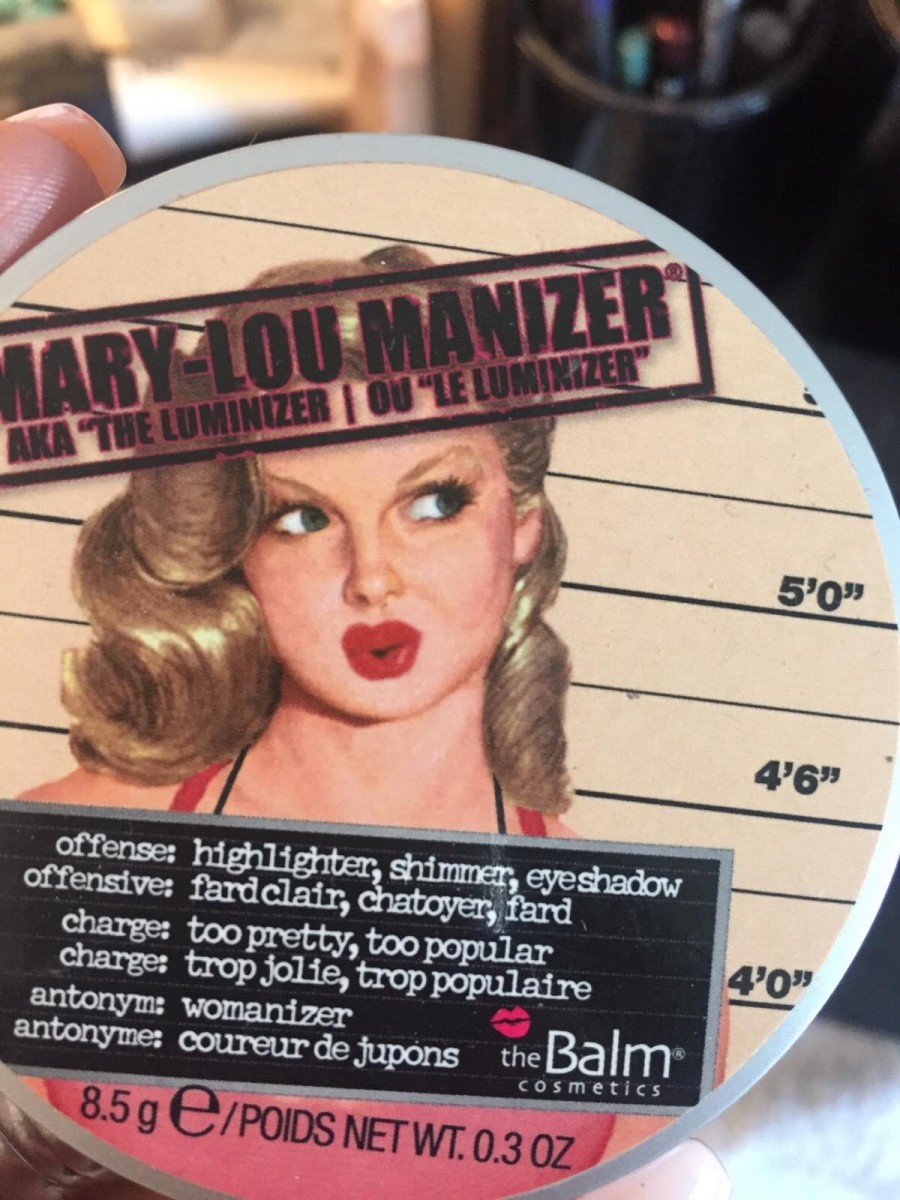 MARY-LOU MANIZER®
AKA "THE LUMINIZER | OU "LE LUMINIZER"
5'0”
4'6”
4'0”
offense: highlighter, shimmer, eyeshadow
offensive: fard clair, chatoyer, fard
charge: too pretty, too popular
charge: trop jolie, trop populaire
antonym: womanizer
antonyme: coureur de jupons
the Balm®
cosmetics
8.5 g e/POIDS NET WT. 0.3 OZ